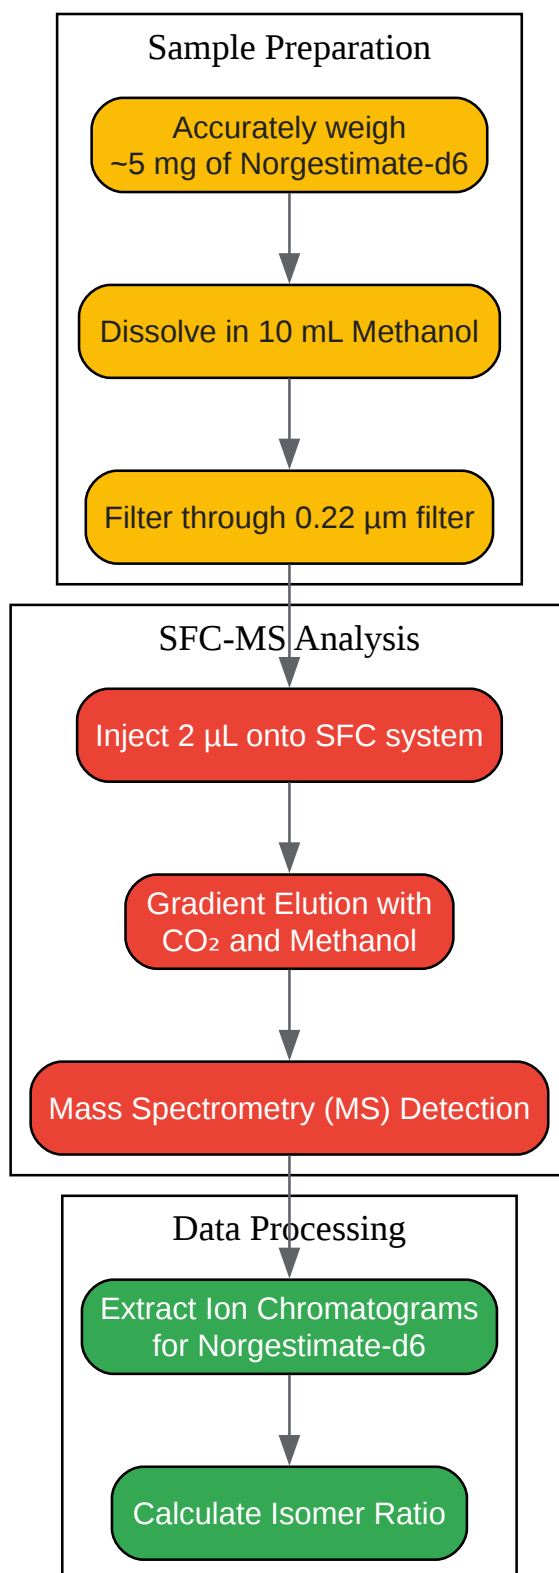 Sample Preparation
Accurately weigh
~5 mg of Norgestimate-d6
Dissolve in 10 mL Methanol
Filter through 0.22 µm filter
SFC-MS Analysis
Inject 2 µL onto SFC system
Gradient Elution with
CO₂ and Methanol
Mass Spectrometry (MS) Detection
Data Processing
Extract Ion Chromatograms
for Norgestimate-d6
Calculate Isomer Ratio